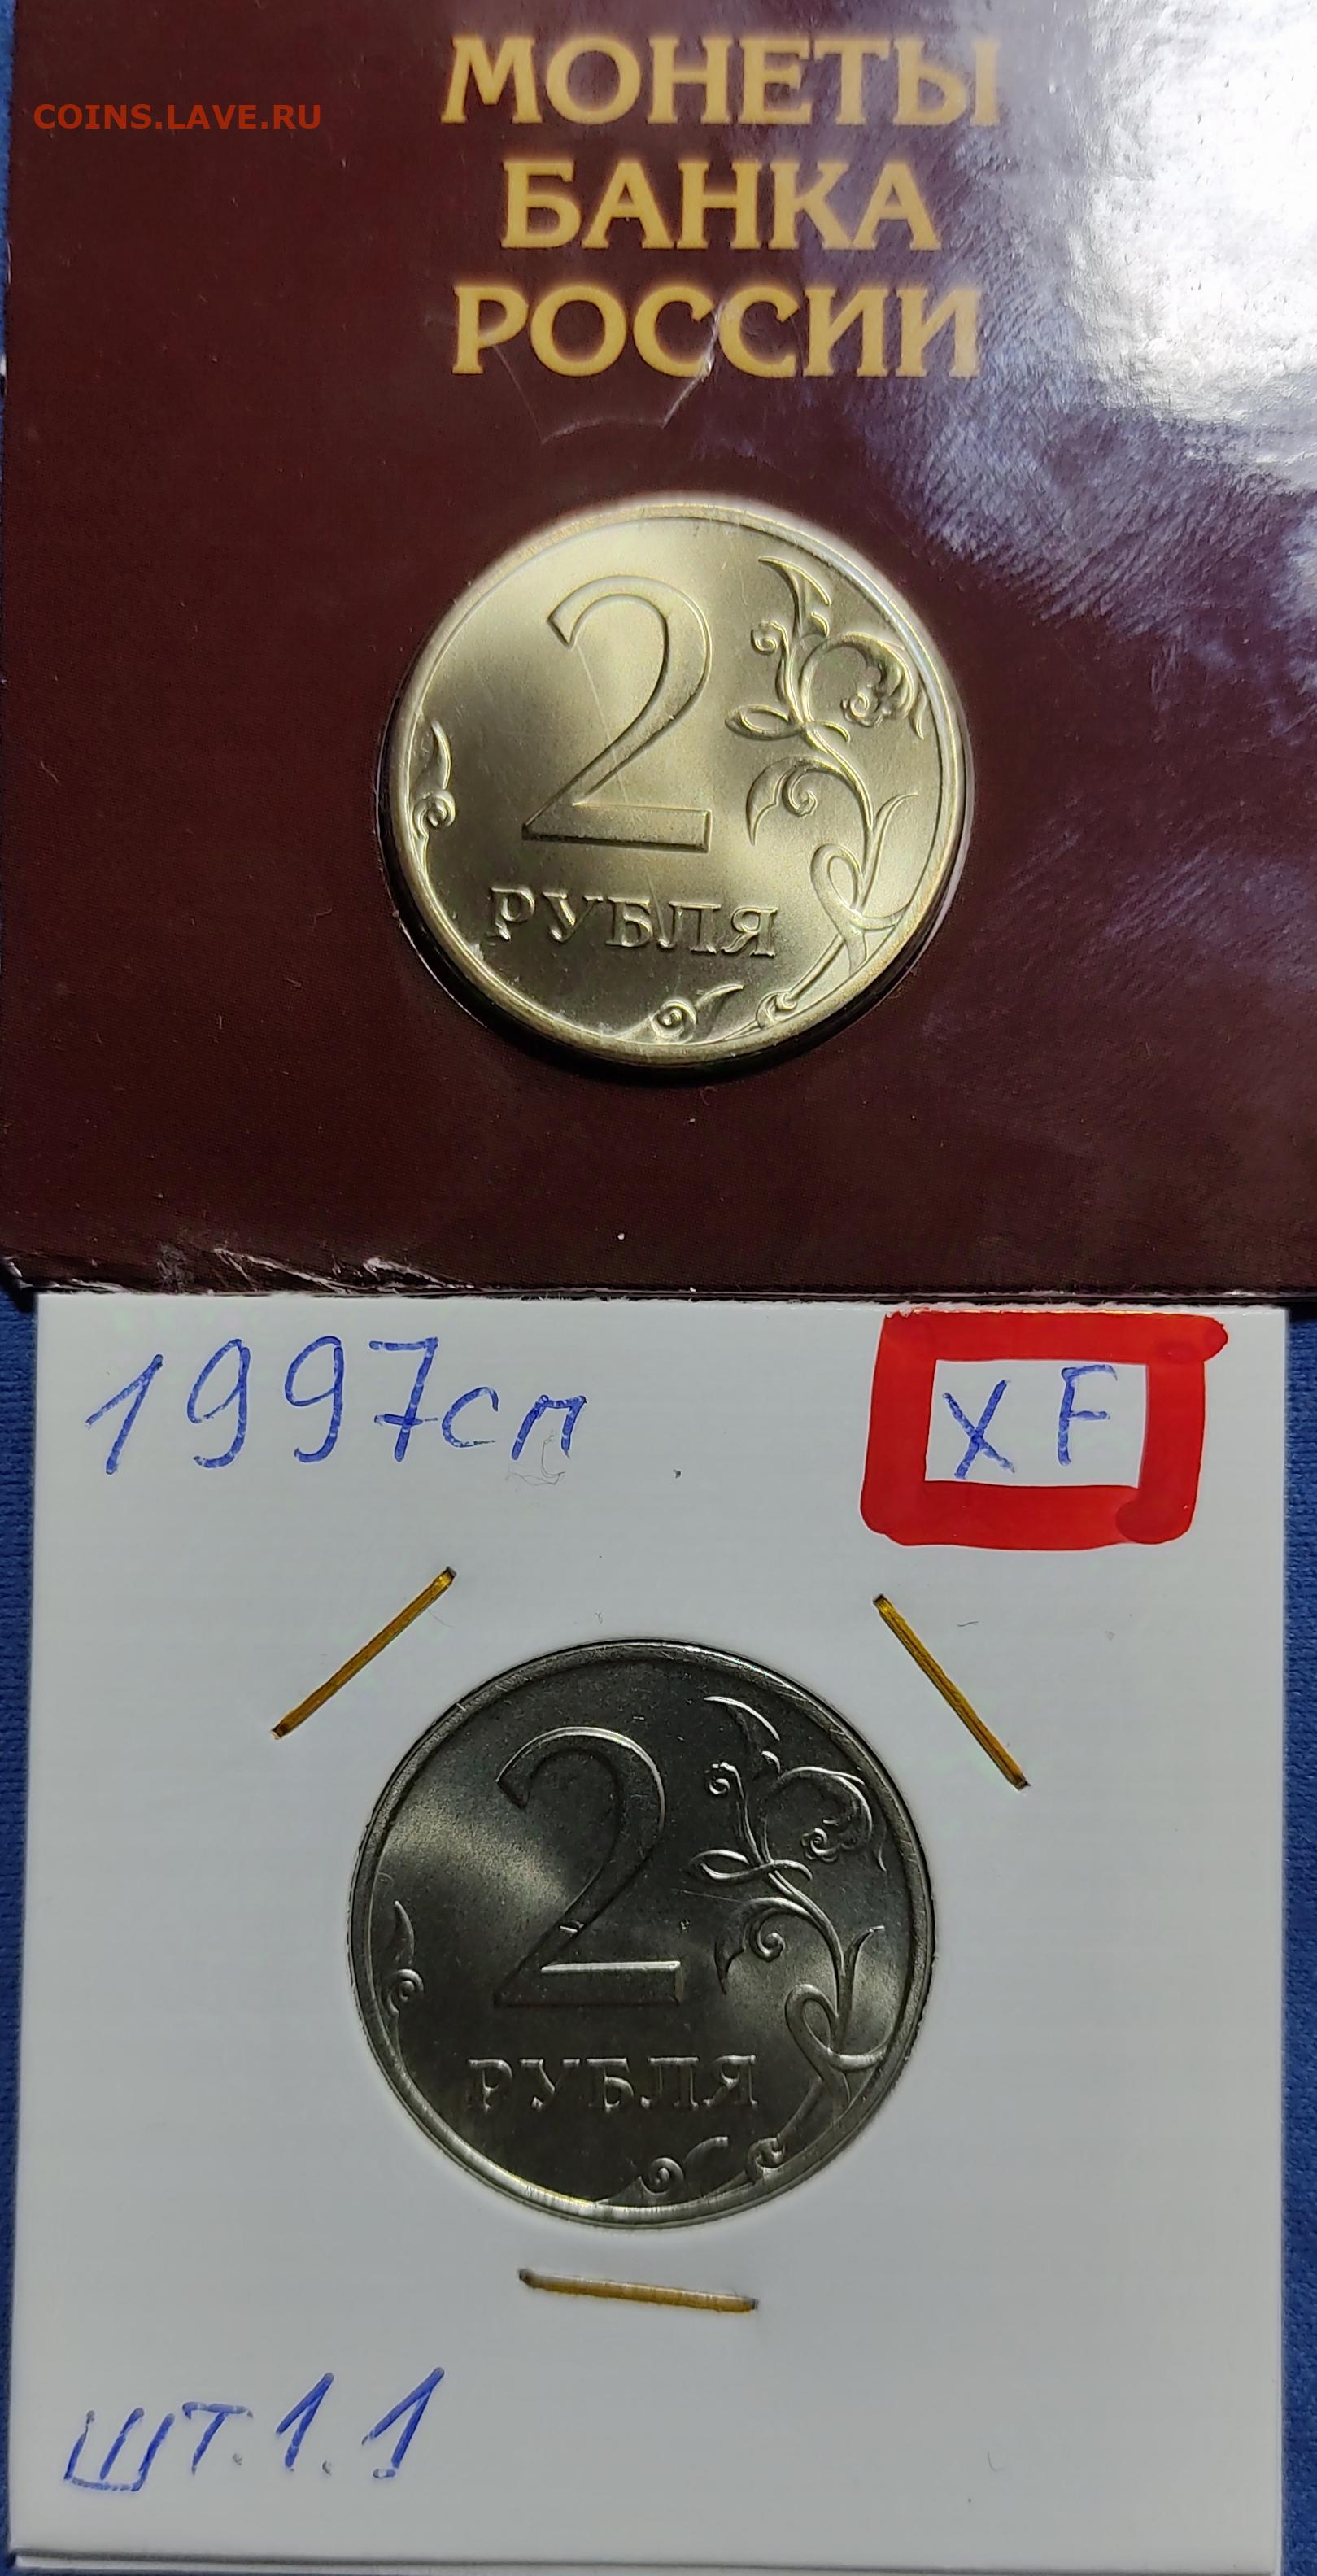 МОНЕТЫ
COINS.LAVE.RU
БАНКА
РОССИИ
2
РУБЛЯ
1997сп
XF
2
РУБЛЯ
шт.1.1